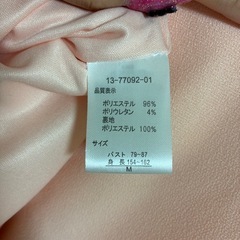 13-77092-01
品質表示
ポリエステル 96%
ポリウレタン 4%
裏地
ポリエステル 100%
サイズ
バスト 79-87
身長 154-162
M